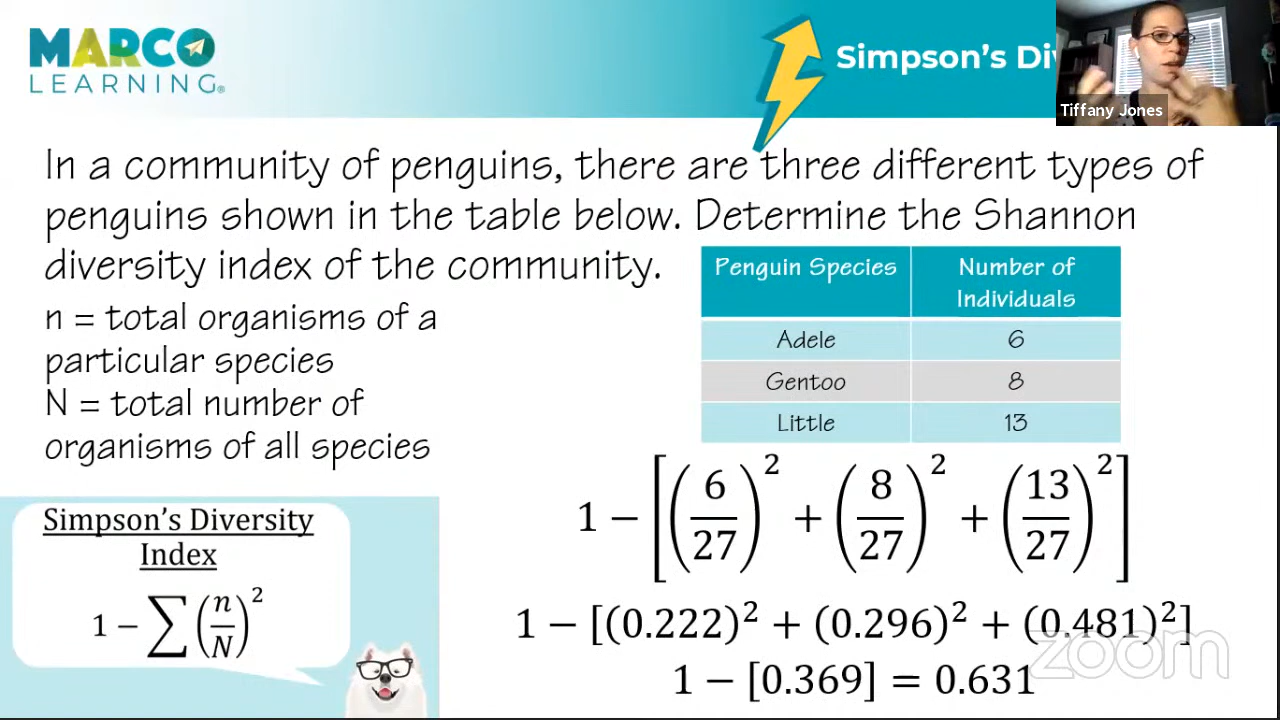 MARCO
LEARNING®
Simpson's Di
Tiffany Jones
In a community of penguins, there are three different types of
penguins shown in the table below. Determine the Shannon
diversity index of the community.
n = total organisms of a
particular species
N = total number of
organisms of all species
Penguin Species Number of
Individuals
Adele 6
Gentoo 8
Little 13
1 − [(6/27)² + (8/27)² + (13/27)²]
1 − [(0.222)² + (0.296)² + (0.481)²]
1 − [0.369] = 0.631
Simpson's Diversity
Index
1 − ∑(n/N)²
zoom